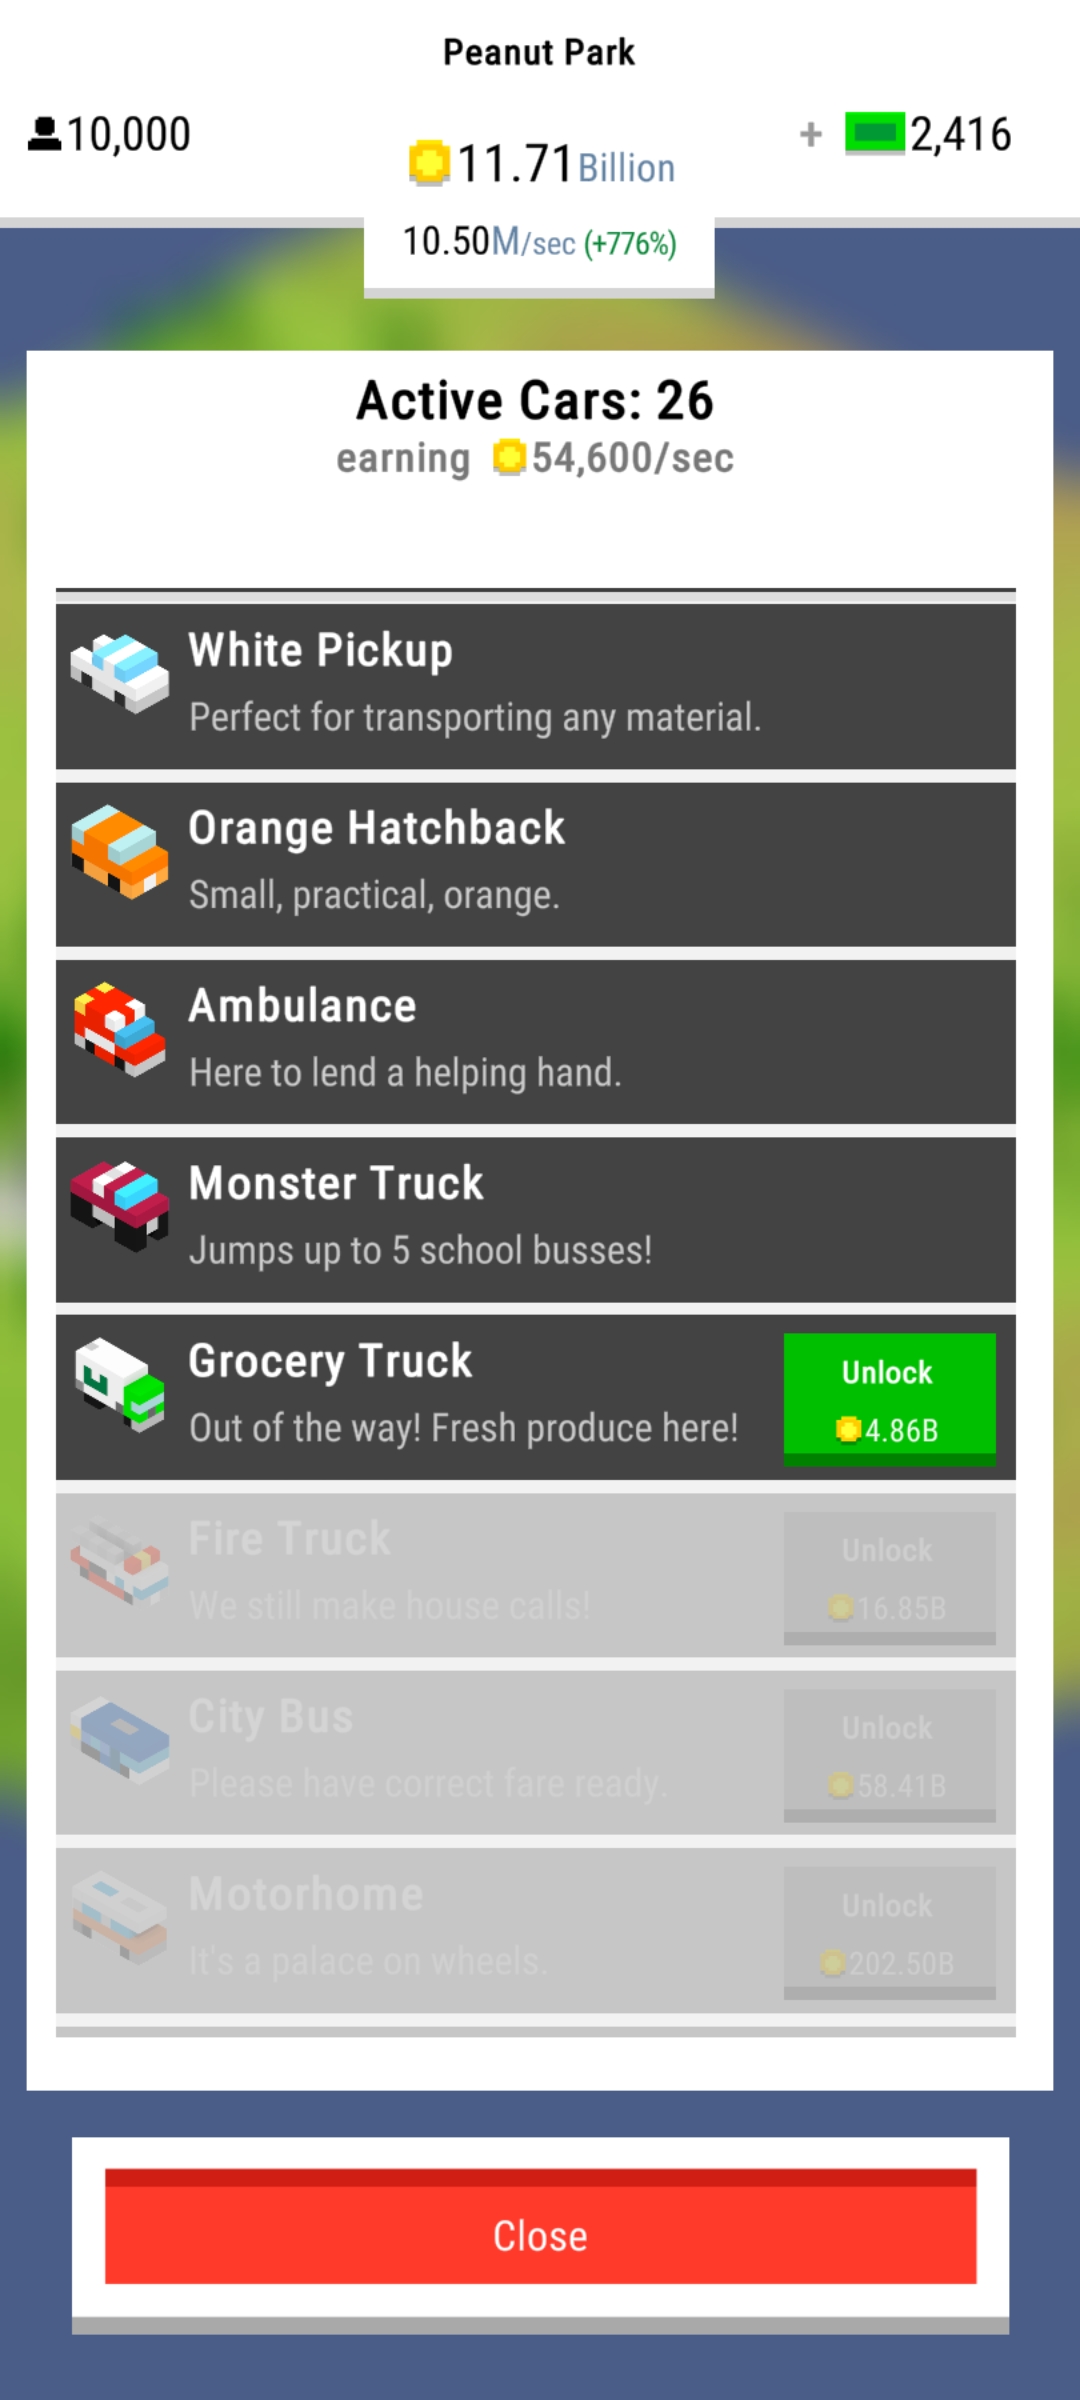 Peanut Park
10,000
11.71 Billion
+ 2,416
10.50M/sec (+776%)
Active Cars: 26
earning 54,600/sec
White Pickup
Perfect for transporting any material.
Orange Hatchback
Small, practical, orange.
Ambulance
Here to lend a helping hand.
Monster Truck
Jumps up to 5 school busses!
Grocery Truck
Out of the way! Fresh produce here!
Unlock
4.86B
Fire Truck
We still make house calls!
Unlock
16.85B
City Bus
Please have correct fare ready.
Unlock
58.41B
Motorhome
It's a palace on wheels.
Unlock
202.50B
Close